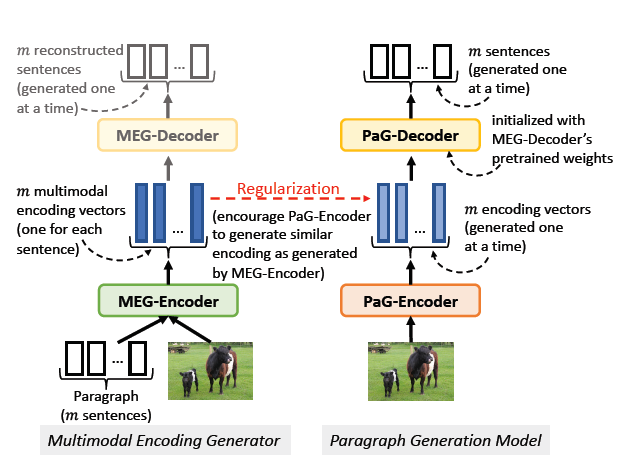 m reconstructed
sentences
(generated one
at a time)
...
MEG-Decoder
m multimodal
encoding vectors
(one for each
sentence)
...
Regularization
(encourage PaG-Encoder
to generate similar
encoding as generated
by MEG-Encoder)
MEG-Encoder
...
Paragraph
(m sentences)
Multimodal Encoding Generator
m sentences
(generated one
at a time)
...
PaG-Decoder
initialized with
MEG-Decoder's
pretrained weights
...
m encoding vectors
(generated one
at a time)
PaG-Encoder
Paragraph Generation Model